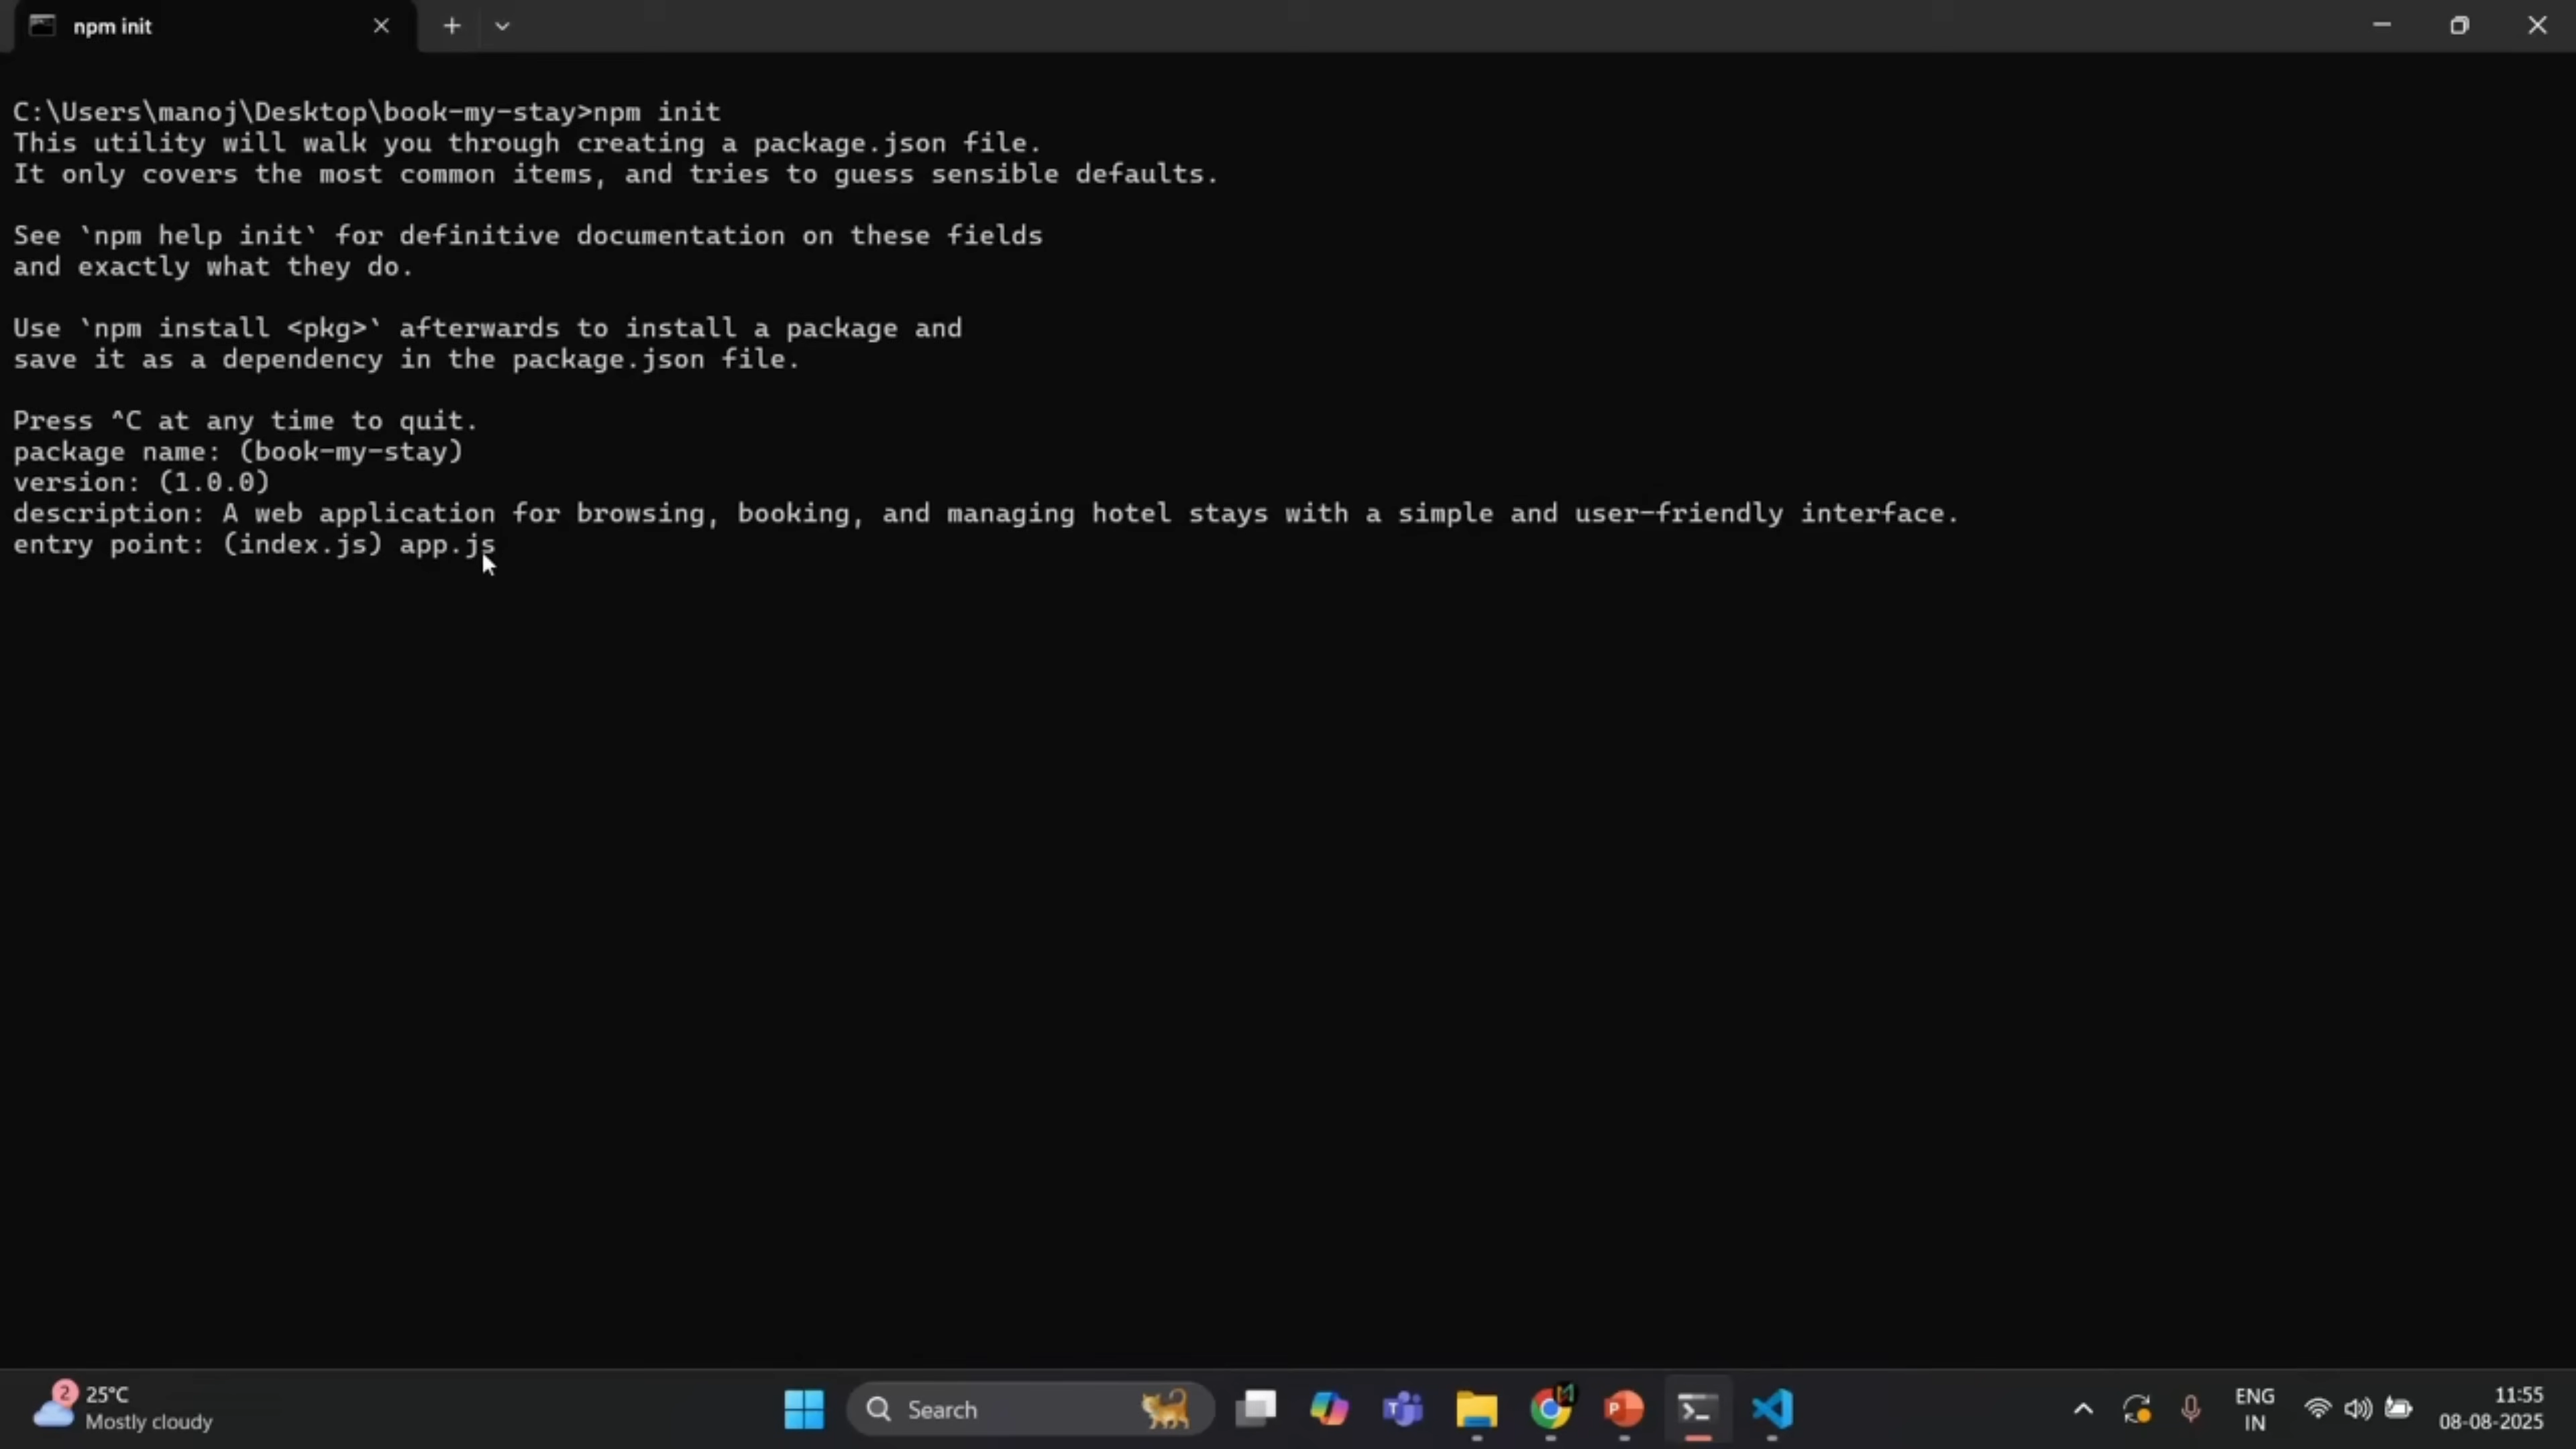 npm init
C:\Users\manoj\Desktop\book-my-stay>npm init
This utility will walk you through creating a package.json file.
It only covers the most common items, and tries to guess sensible defaults.
See `npm help init` for definitive documentation on these fields
and exactly what they do.
Use `npm install <pkg>` afterwards to install a package and
save it as a dependency in the package.json file.
Press ^C at any time to quit.
package name: (book-my-stay)
version: (1.0.0)
description: A web application for browsing, booking, and managing hotel stays with a simple and user-friendly interface.
entry point: (index.js) app.js
2
25°C
Mostly cloudy
Search
ENG
IN
11:55
08-08-2025